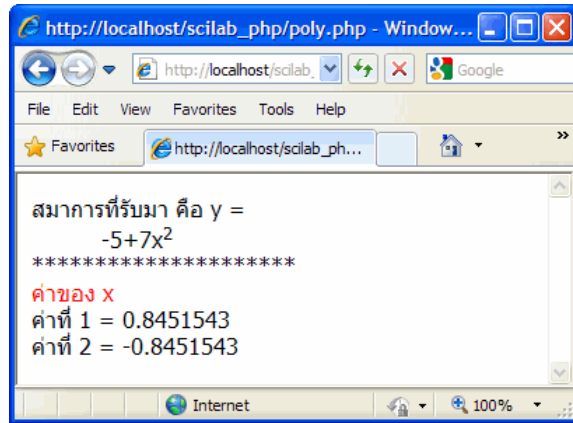 http://localhost/scilab_php/poly.php - Window...
http://localhost/scilab_
Google
File Edit View Favorites Tools Help
Favorites
http://localhost/scilab_ph...
»
สมาการที่รับมา คือ y =
-5+7x²
*********************
ค่าของ x
ค่าที่ 1 = 0.8451543
ค่าที่ 2 = -0.8451543
Internet
100%